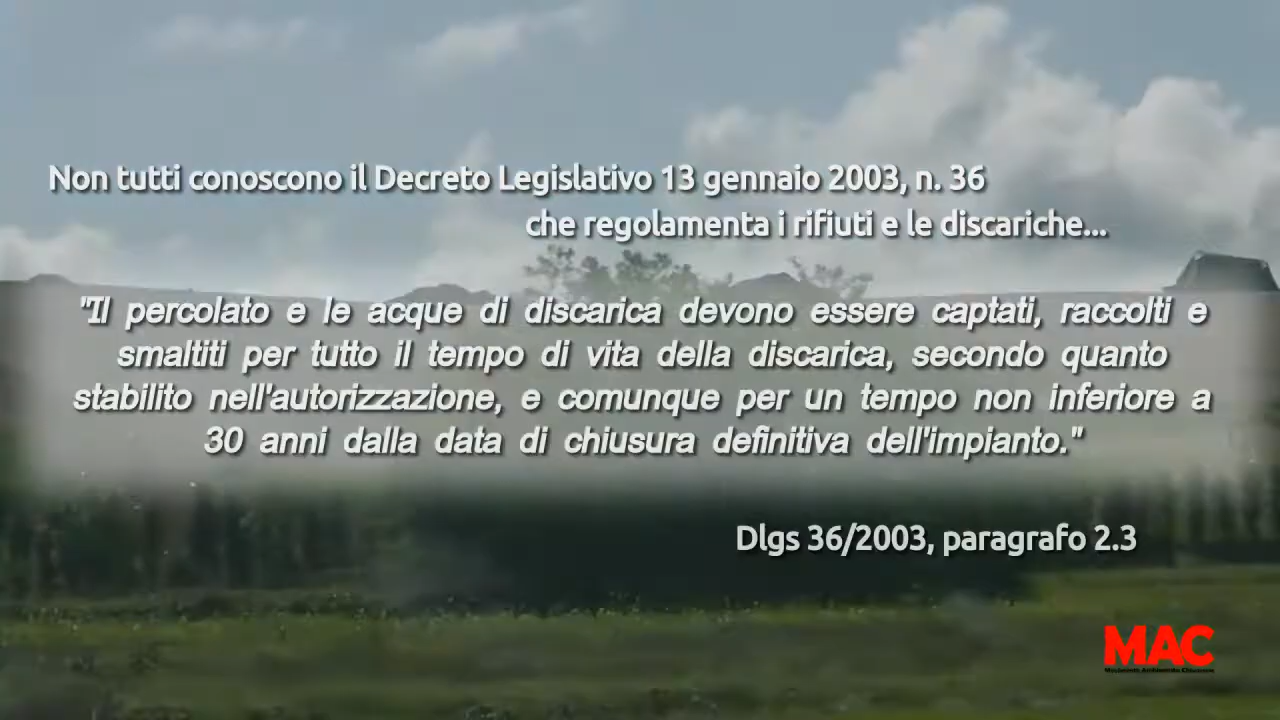 Non tutti conoscono il Decreto Legislativo 13 gennaio 2003, n. 36
che regolamenta i rifiuti e le discariche...
"Il percolato e le acque di discarica devono essere captati, raccolti e
smaltiti per tutto il tempo di vita della discarica, secondo quanto
stabilito nell'autorizzazione, e comunque per un tempo non inferiore a
30 anni dalla data di chiusura definitiva dell'impianto."
Dlgs 36/2003, paragrafo 2.3
MAC